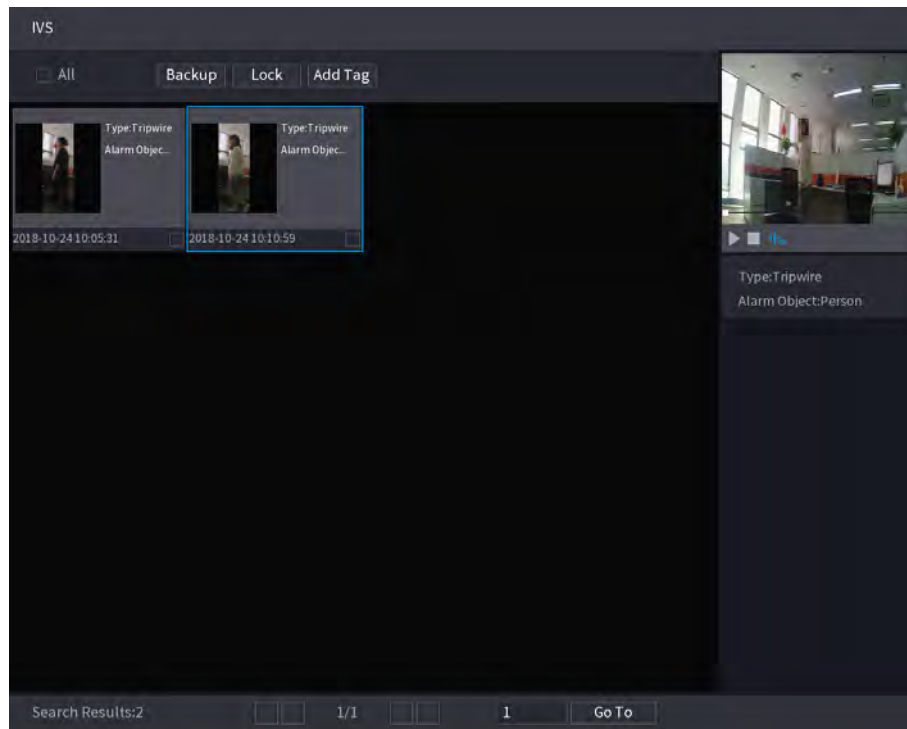 IVS
All
Backup Lock Add Tag
Type:Tripwire
Alarm Objec...
2018-10-24 10:05:31
Type:Tripwire
Alarm Objec...
2018-10-24 10:10:59
Type:Tripwire
Alarm Object:Person
Search Results:2
1/1
1
Go To